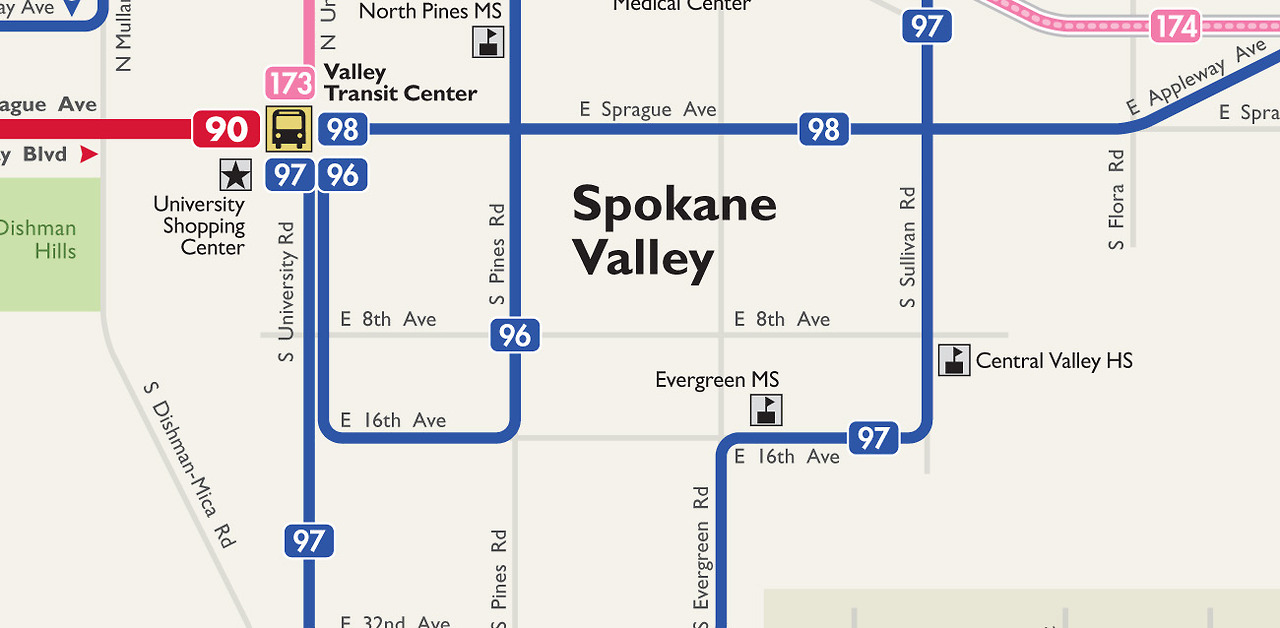 ay Ave
N Mullan
N Un
North Pines MS
Medical Center
97
174
173
Valley
Transit Center
ague Ave
90
98
E Sprague Ave
98
E Appleway Ave
E Spra
y Blvd
97
96
University
Shopping
Center
Dishman
Hills
S University Rd
S Pines Rd
Spokane
Valley
S Sullivan Rd
S Flora Rd
E 8th Ave
96
E 8th Ave
Central Valley HS
Evergreen MS
S Dishman-Mica Rd
E 16th Ave
97
E 16th Ave
97
S Pines Rd
S Evergreen Rd
E 32nd Ave